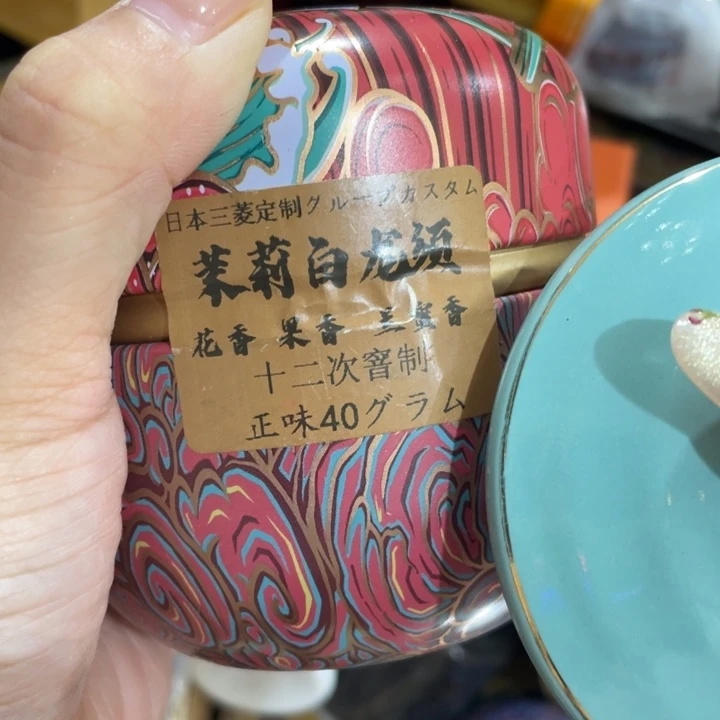 日本三菱定制グループカスタム
茉莉白龙须
花香 果香 兰蜜香
十二次窨制
正味40グラム